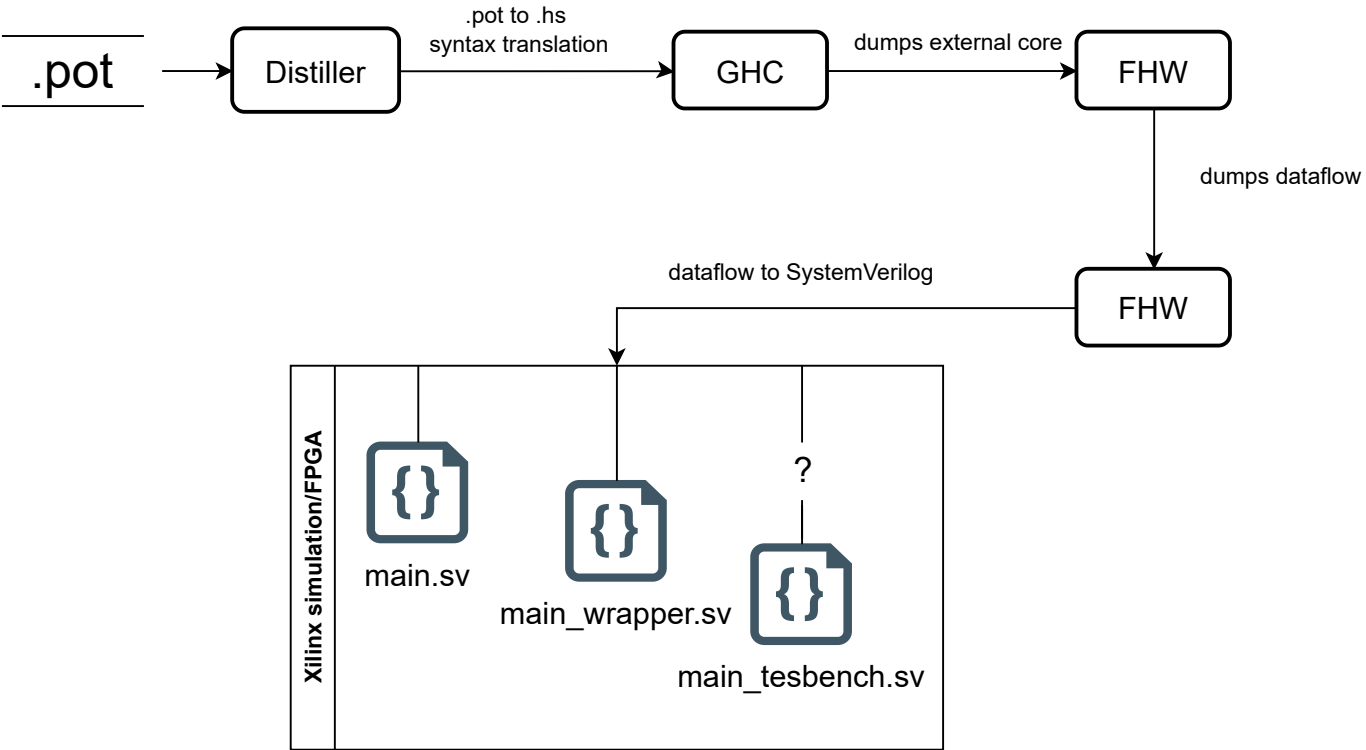 .pot to .hs
syntax translation
dumps external core
.pot
Distiller
GHC
FHW
dumps dataflow
dataflow to SystemVerilog
FHW
Xilinx simulation/FPGA
?
{}
{}
{}
main.sv
main_wrapper.sv
main_tesbench.sv